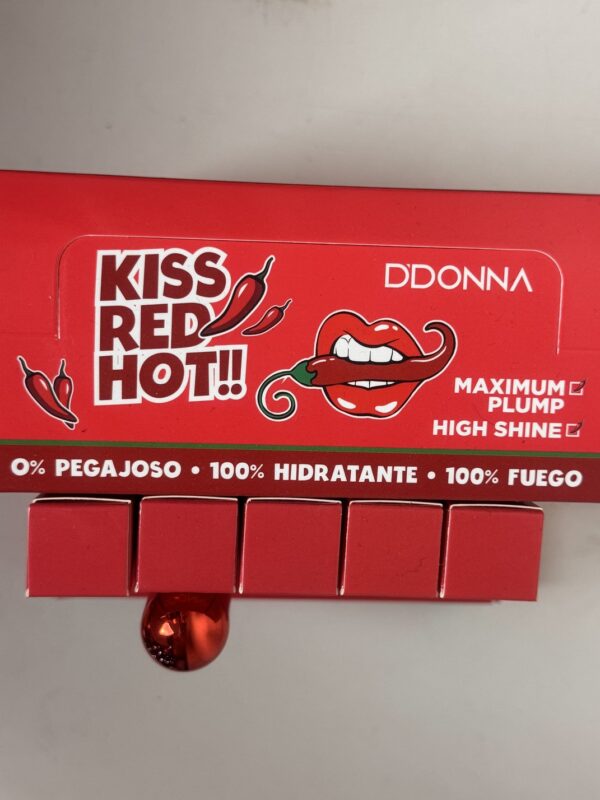 KISS
RED
HOT!!
D'DONNA
MAXIMUM
PLUMP
HIGH SHINE
0% PEGAJOSO • 100% HIDRATANTE • 100% FUEGO